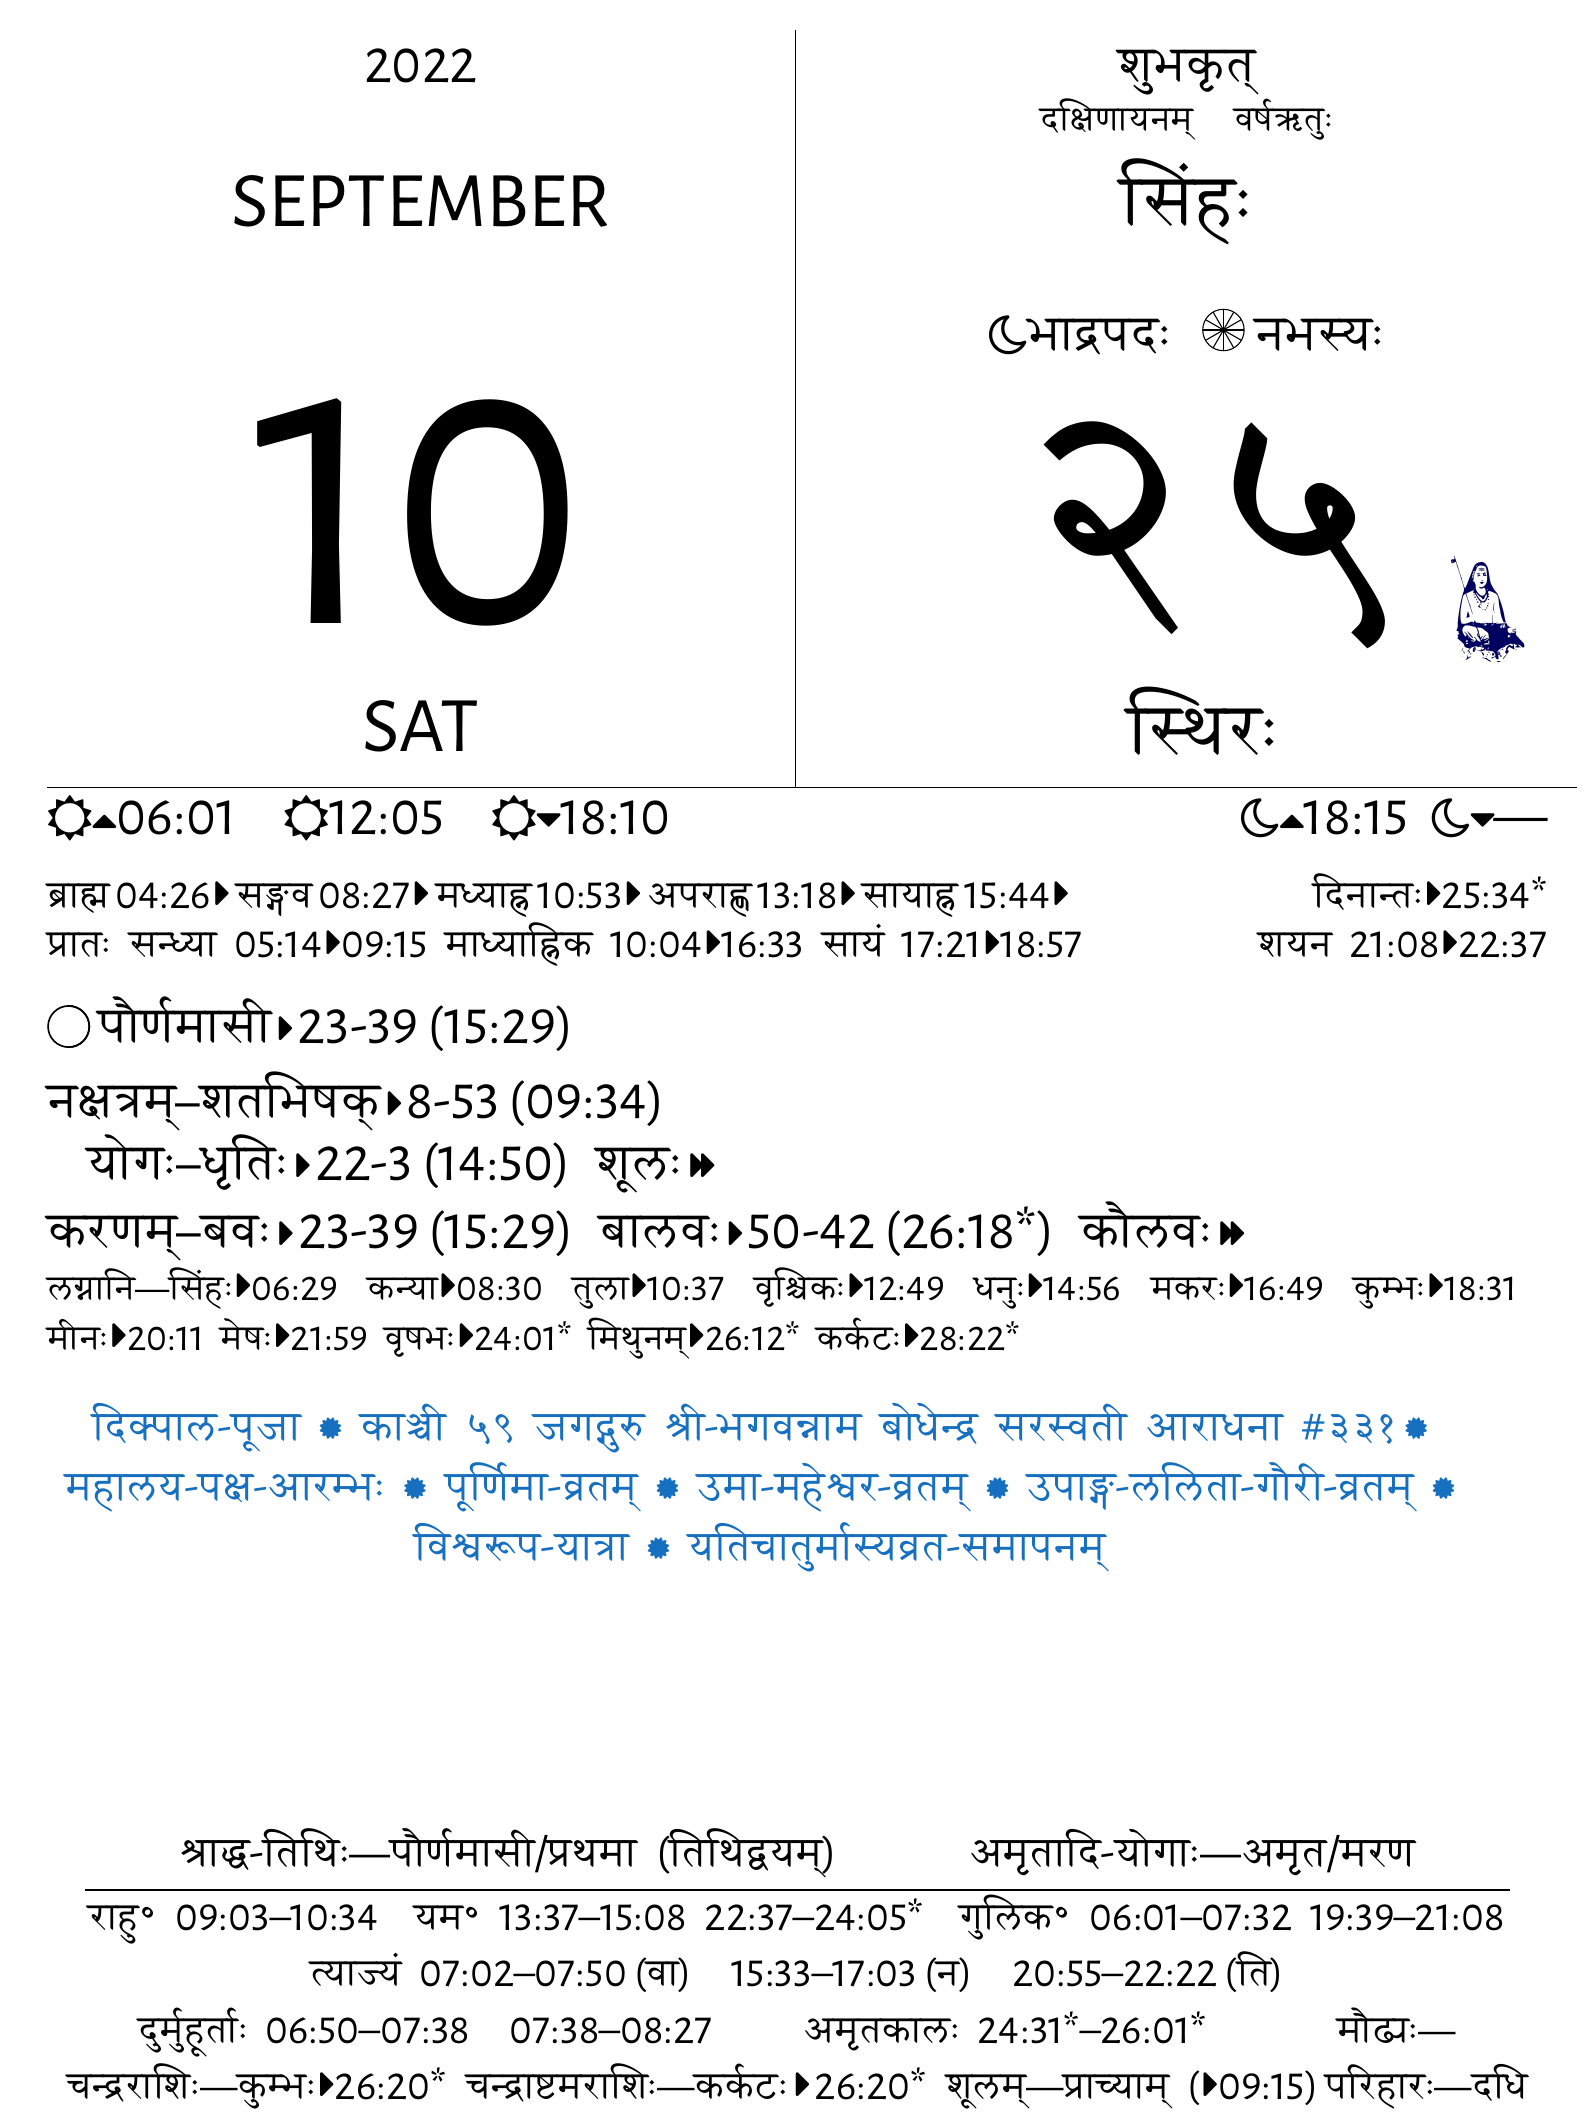 2022
SEPTEMBER
10
SAT
शुभकृत्
दक्षिणायनम् वर्षऋतुः
सिंहः
भाद्रपदः नभस्यः
२५
स्थिरः
06:01 12:05 18:10 18:15 —
ब्राह्म 04:26 सङ्गव 08:27 मध्याह्न 10:53 अपराह्ण 13:18 सायाह्न 15:44 दिनान्तः 25:34*
प्रातः सन्ध्या 05:14 09:15 माध्याह्निक 10:04 16:33 सायं 17:21 18:57 शयन 21:08 22:37
पौर्णमासी 23-39 (15:29)
नक्षत्रम्–शतभिषक् 8-53 (09:34)
योगः–धृतिः 22-3 (14:50) शूलः
करणम्–बवः 23-39 (15:29) बालवः 50-42 (26:18*) कौलवः
लग्नानि—सिंहः 06:29 कन्या 08:30 तुला 10:37 वृश्चिकः 12:49 धनुः 14:56 मकरः 16:49 कुम्भः 18:31
मीनः 20:11 मेषः 21:59 वृषभः 24:01* मिथुनम् 26:12* कर्कटः 28:22*
दिक्पाल-पूजा काञ्ची ५९ जगद्गुरु श्री-भगवन्नाम बोधेन्द्र सरस्वती आराधना #३३१
महालय-पक्ष-आरम्भः पूर्णिमा-व्रतम् उमा-महेश्वर-व्रतम् उपाङ्ग-ललिता-गौरी-व्रतम्
विश्वरूप-यात्रा यतिचातुर्मास्यव्रत-समापनम्
श्राद्ध-तिथिः—पौर्णमासी/प्रथमा (तिथिद्वयम्) अमृतादि-योगाः—अमृत/मरण
राहु॰ 09:03–10:34 यम॰ 13:37–15:08 22:37–24:05* गुलिक॰ 06:01–07:32 19:39–21:08
त्याज्यं 07:02–07:50 (वा) 15:33–17:03 (न) 20:55–22:22 (ति)
दुर्मुहूर्ताः 06:50–07:38 07:38–08:27 अमृतकालः 24:31*–26:01* मौढ्यः—
चन्द्रराशिः—कुम्भः 26:20* चन्द्राष्टमराशिः—कर्कटः 26:20* शूलम्—प्राच्याम् (09:15) परिहारः—दधि